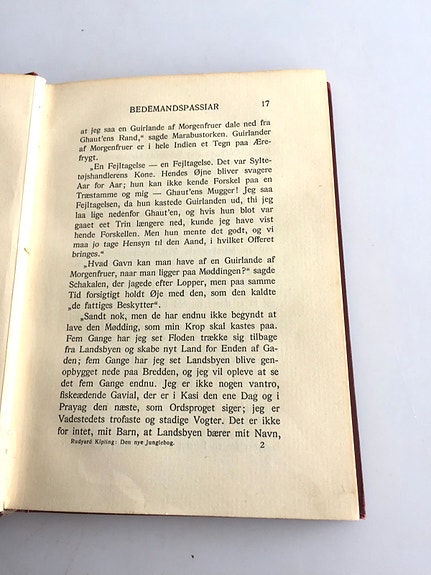 BEDEMANDSPASSIAR 17
at jeg saa en Guirlande af Morgenfruer dale ned fra
Ghaut'ens Rand,“ sagde Marabustorken. Guirlander
af Morgenfruer er i hele Indien et Tegn paa Ære-
frygt.
„En Fejltagelse — en Fejltagelse. Det var Sylte-
tøjshandlerens Kone. Hendes Øjne bliver svagere
Aar for Aar; hun kan ikke kende Forskel paa en
Træstamme og mig — Ghaut'ens Mugger! Jeg saa
Fejltagelsen, da hun kastede Guirlanden ud, thi jeg
laa lige nedenfor Ghaut'en, og hvis hun blot var
gaaet eet Trin længere ned, kunde jeg have vist
hende Forskellen. Men hun mente det godt, og vi
maa jo tage Hensyn til den Aand, i hvilket Offeret
bringes.“
„Hvad Gavn kan man have af en Guirlande af
Morgenfruer, naar man ligger paa Møddingen?“ sagde
Schakalen, der jagede efter Lopper, men paa samme
Tid forsigtigt holdt Øje med den, som den kaldte
„de fattiges Beskytter“.
„Sandt nok, men de har endnu ikke begyndt at
lave den Mødding, som min Krop skal kastes paa.
Fem Gange har jeg set Floden trække sig tilbage
fra Landsbyen og skabe nyt Land for Enden af Ga-
den; fem Gange har jeg set Landsbyen blive gen-
opbygget nede paa Bredden, og jeg vil opleve at se
det fem Gange endnu. Jeg er ikke nogen vantro,
fiskeædende Gavial, der er i Kasi den ene Dag og i
Prayag den næste, som Ordsproget siger; jeg er
Vadestedets trofaste og stadige Vogter. Det er ikke
for intet, mit Barn, at Landsbyen bærer mit Navn,
Rudyard Kipling: Den nye Junglebog. 2